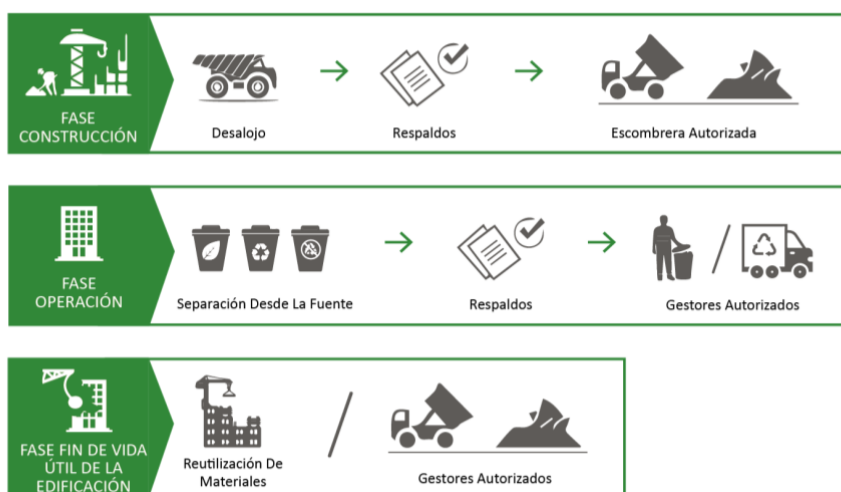 FASE
CONSTRUCCIÓN
Desalojo
Respaldos
Escombrera Autorizada
FASE
OPERACIÓN
Separación Desde La Fuente
Respaldos
Gestores Autorizados
FASE FIN DE VIDA
ÚTIL DE LA
EDIFICACIÓN
Reutilización De
Materiales
Gestores Autorizados